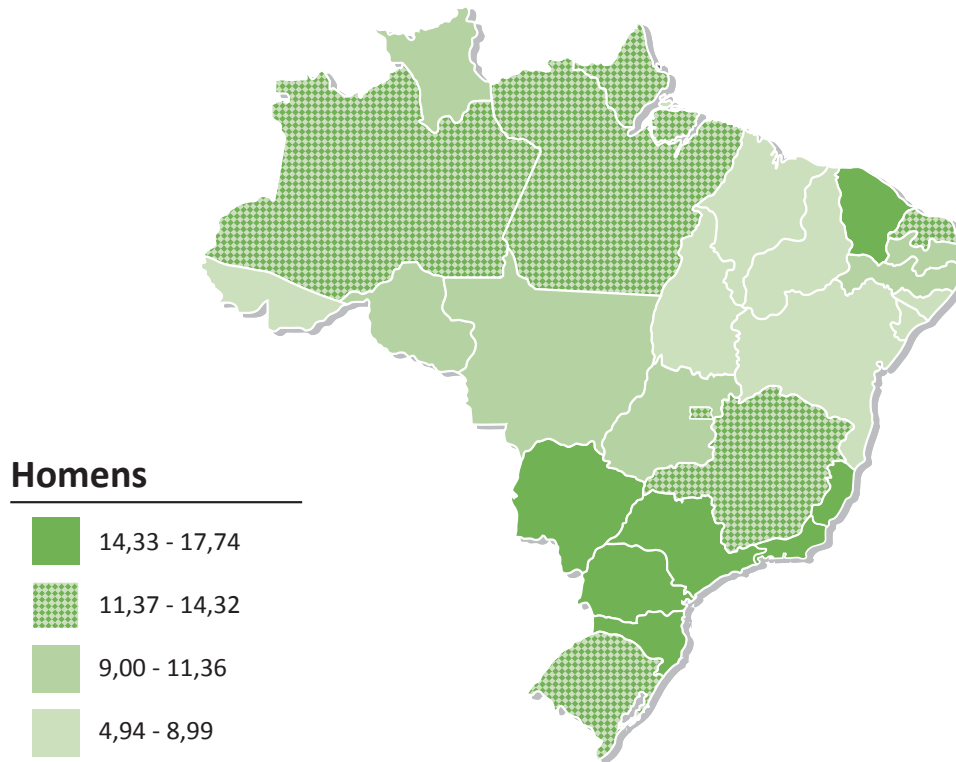 Homens
14,33 - 17,74
11,37 - 14,32
9,00 - 11,36
4,94 - 8,99